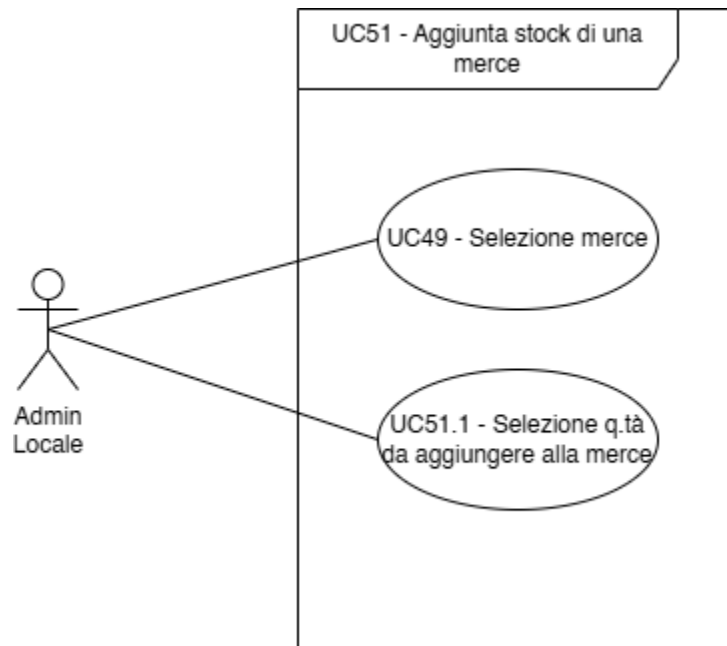 UC51 - Aggiunta stock di una
merce
UC49 - Selezione merce
Admin
Locale
UC51.1 - Selezione q.tà
da aggiungere alla merce